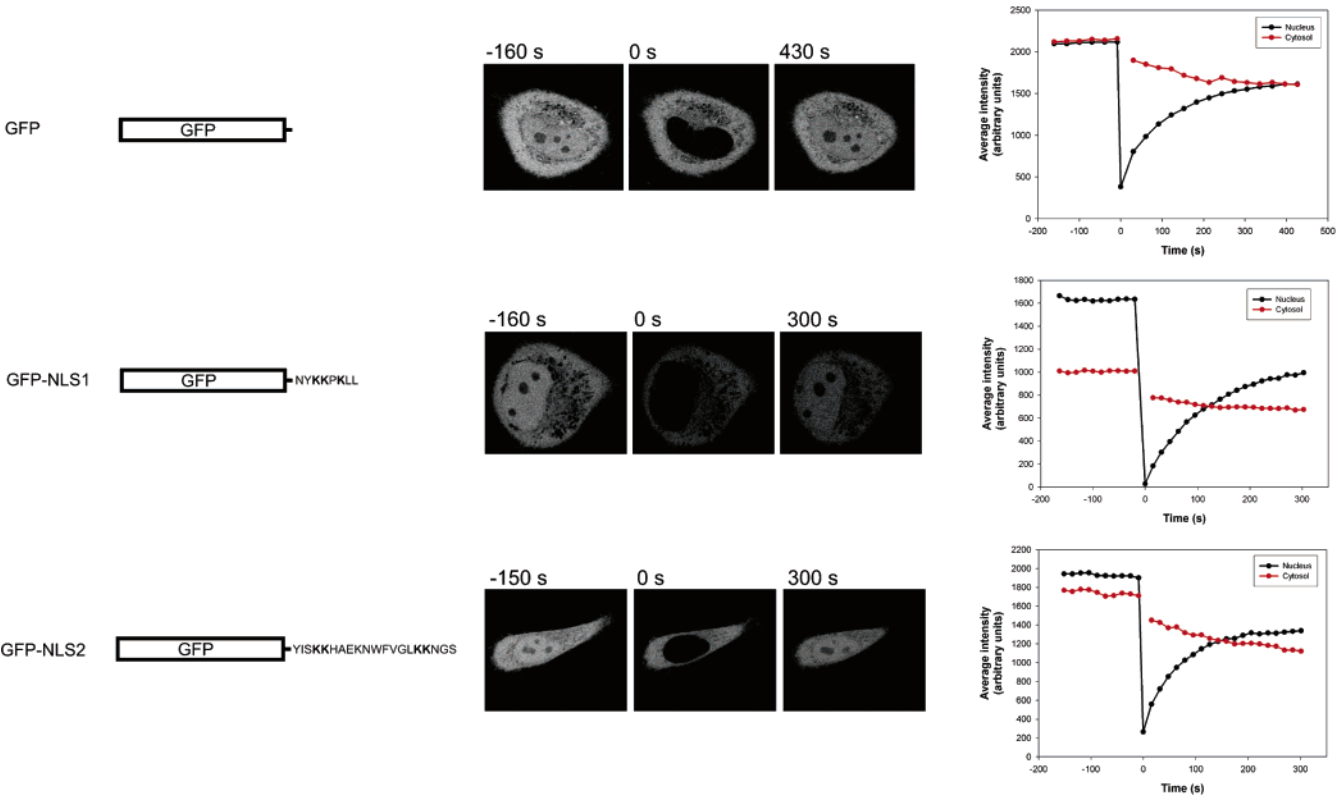 GFP
GFP
-160 s
0 s
430 s
Average intensity
(arbitrary units)
2500
2000
1500
1000
500
0
-200
-100
0
100
200
300
400
500
Time (s)
Nucleus
Cytosol
GFP-NLS1
GFP
NYKKPKLL
-160 s
0 s
300 s
Average intensity
(arbitrary units)
1800
1600
1400
1200
1000
800
600
400
200
0
-200
-100
0
100
200
300
Time (s)
Nucleus
Cytosol
GFP-NLS2
GFP
YISKKHAEKNWFVGLKKNGS
-150 s
0 s
300 s
Average intensity
(arbitrary units)
2200
2000
1800
1600
1400
1200
1000
800
600
400
200
0
-200
-100
0
100
200
300
Time (s)
Nucleus
Cytosol